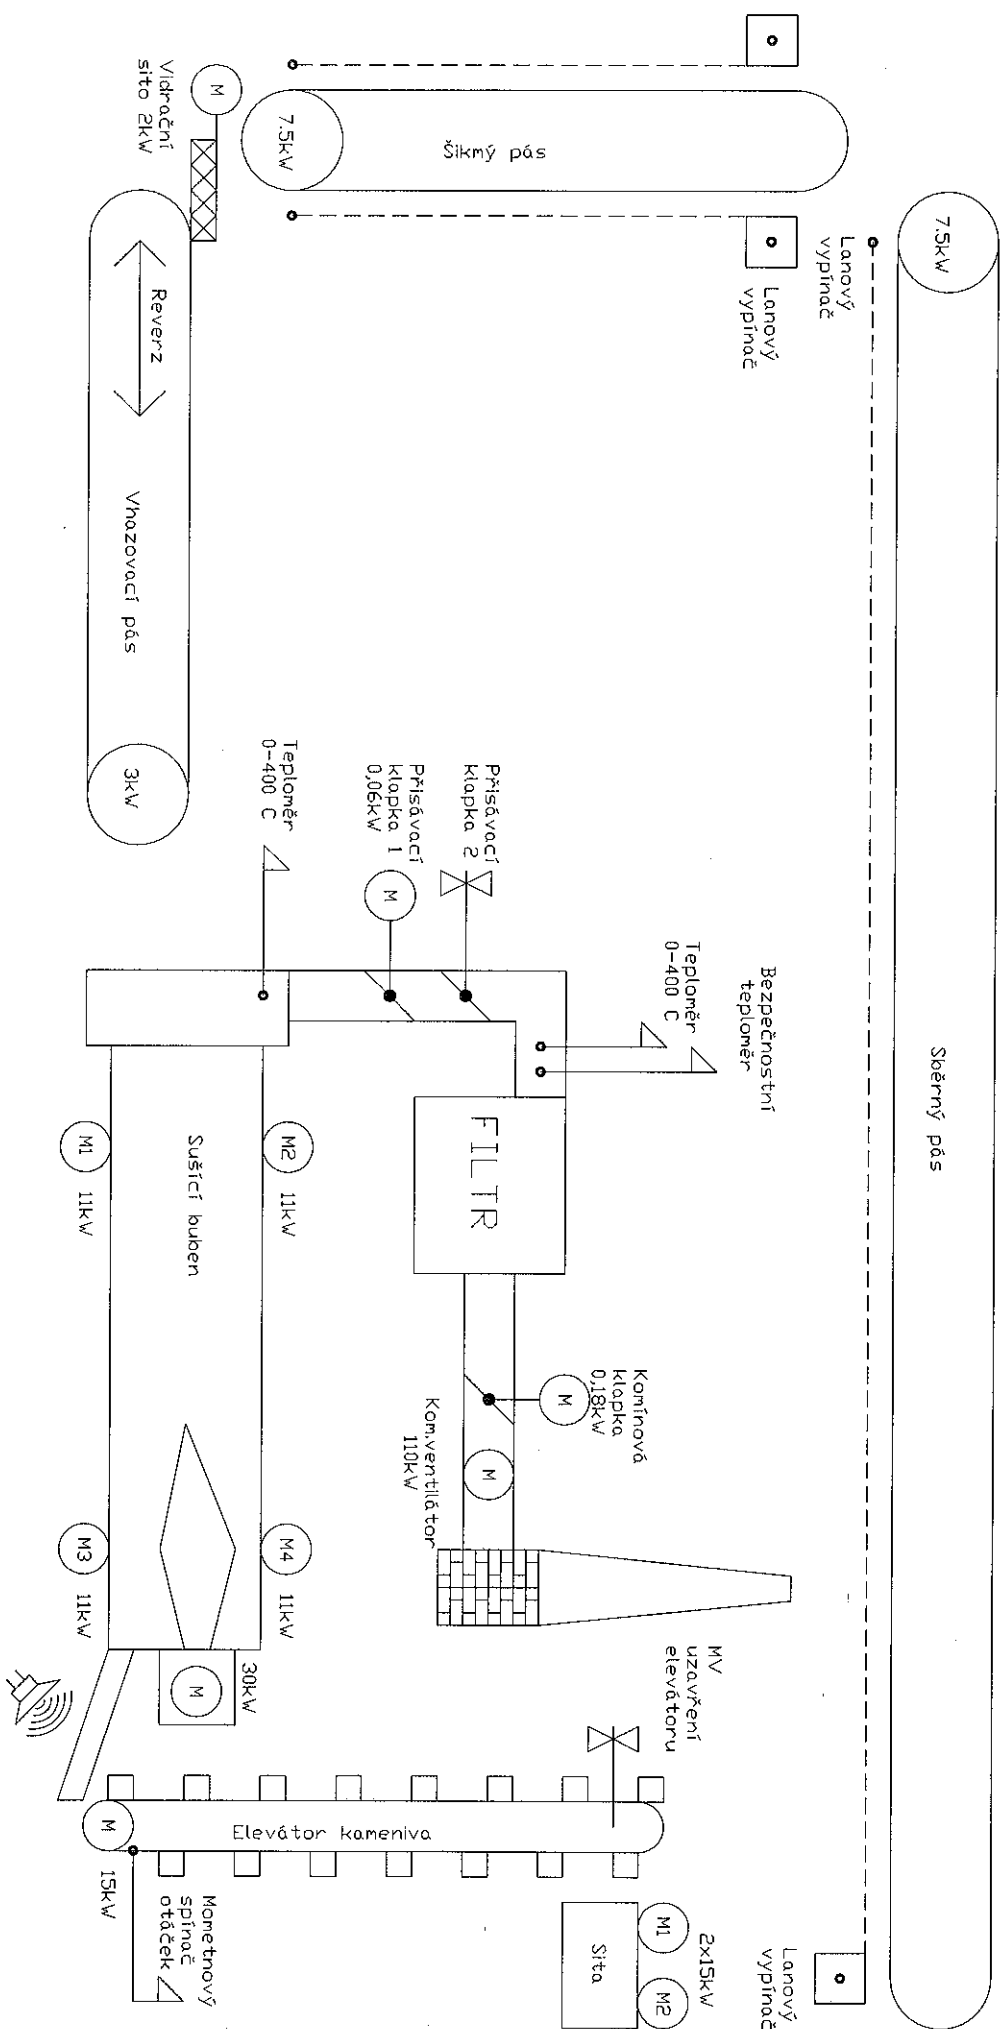 7.5kW
Sběrný pás
Lanový
vypínač
Lanový
vypínač
Lanový
vypínač
Šikmý pás
7.5kW
M
Vidrační
síto 2kW
Reverz
Vhazovací pás
3kW
Bezpečnostní
teploměr
Teploměr
0-400 C
Přisávací
klapka 2
Přisávací
klapka 1
0,06kW
M
Teploměr
0-400 C
FILTR
Komínová
klapka
0,18kW
M
Kom.ventilátor
110kW
M
MV
uzavření
elevátoru
M2
11kW
M4
11kW
Sušící buben
M1
11kW
M3
11kW
30kW
M
Elevátor kameniva
M
15kW
Mometnový
spínač
otáček
2x15kW
M1
M2
Síta